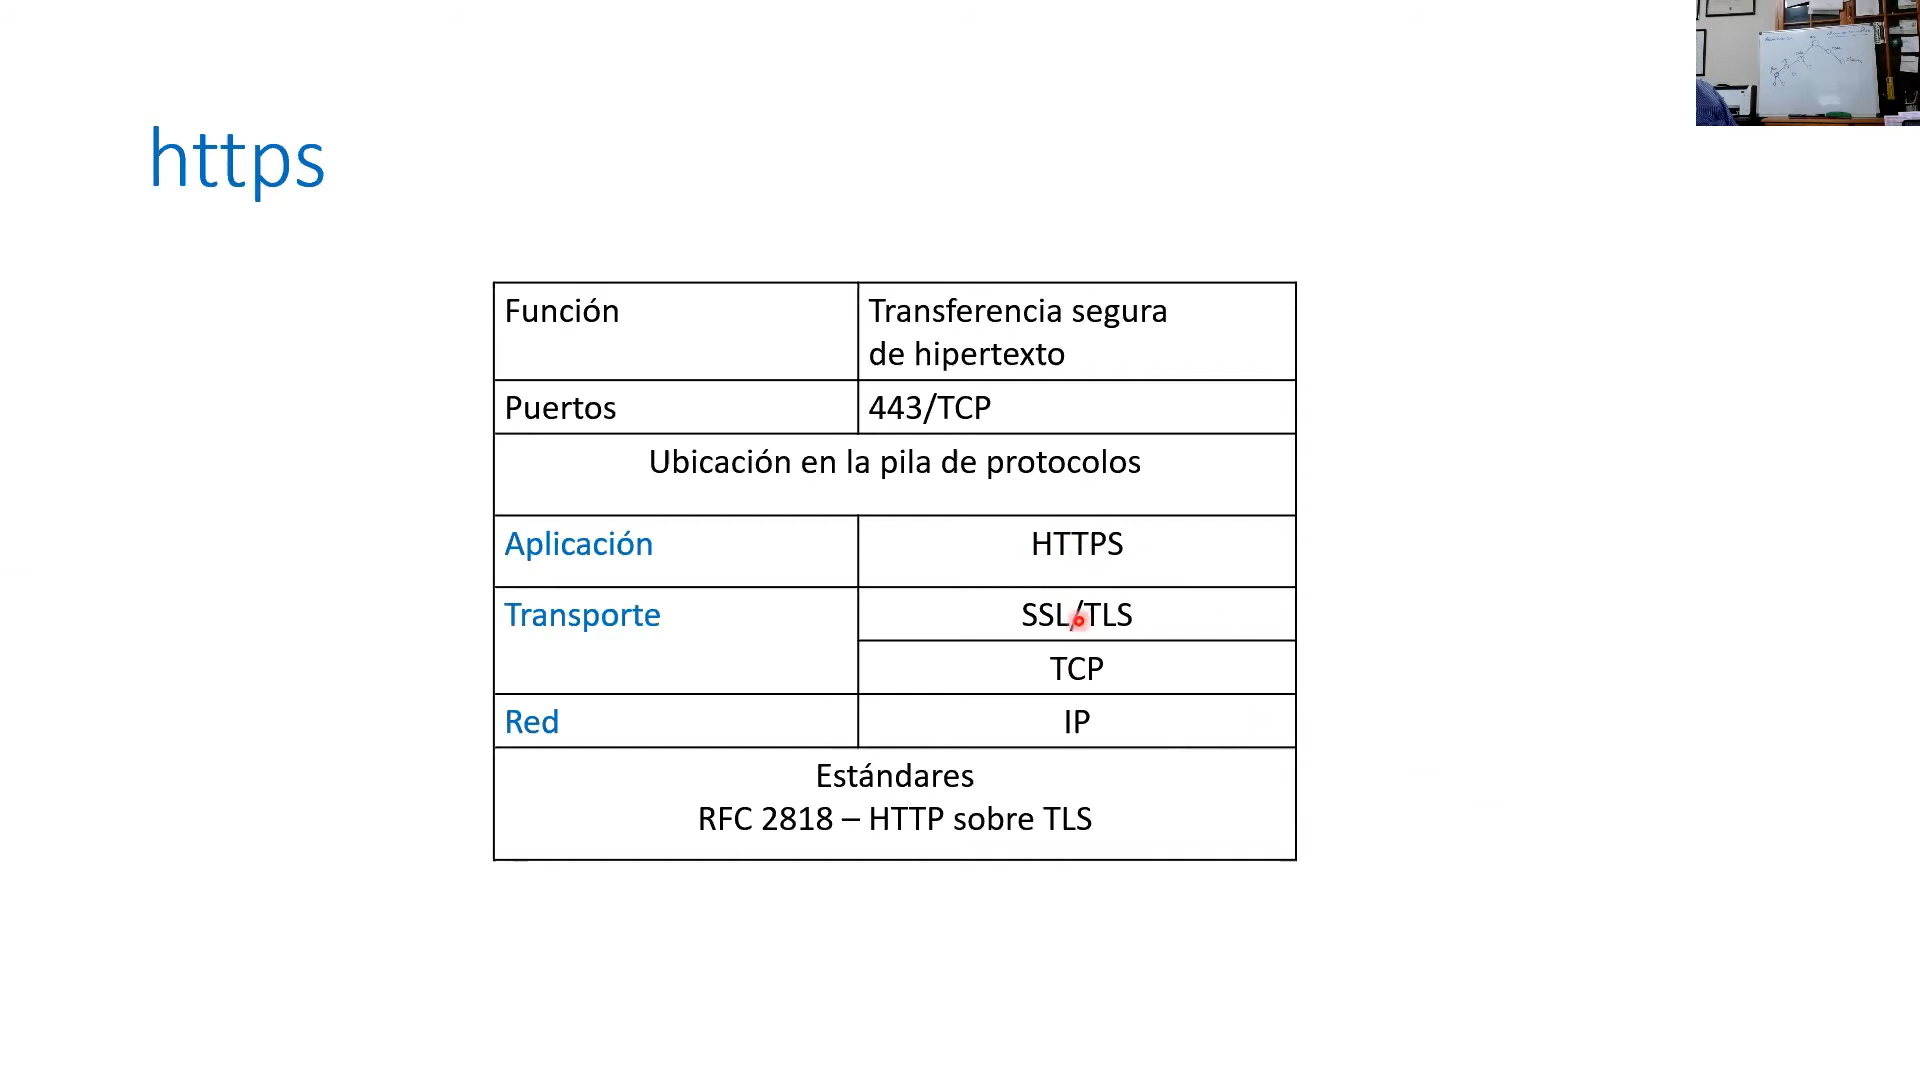 https
Función
Transferencia segura
de hipertexto
Puertos
443/TCP
Ubicación en la pila de protocolos
Aplicación
HTTPS
Transporte
SSL/TLS
TCP
Red
IP
Estándares
RFC 2818 – HTTP sobre TLS